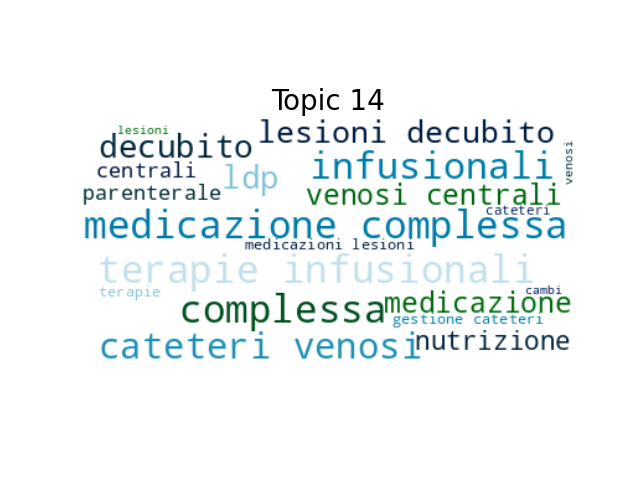 Topic 14
lesioni
lesioni decubito
decubito
venosi
infusionali
centrali
ldp
parenterale
venosi centrali
cateteri
medicazione complessa
medicazioni lesioni
terapie infusionali
terapie
cambi
complessa
medicazione
gestione cateteri
cateteri venosi
nutrizione